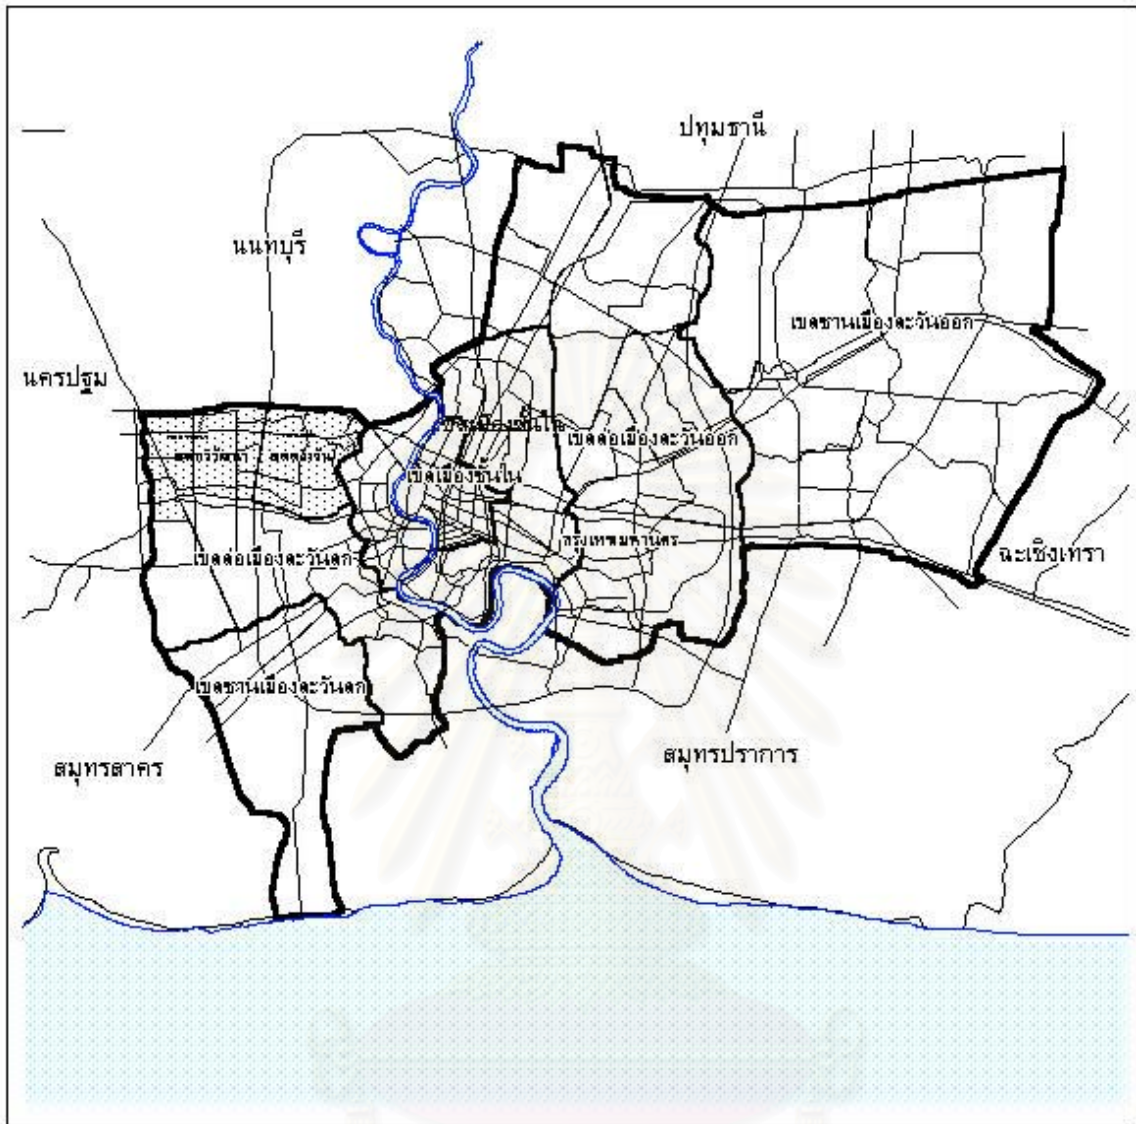 ปทุมธานี
นนทบุรี
เขตชานเมืองตะวันออก
นครปฐม
เขตต่อเมืองตะวันออก
เขตเมืองชั้นใน
กรุงเทพมหานคร
ฉะเชิงเทรา
เขตต่อเมืองตะวันตก
เขตชานเมืองตะวันตก
สมุทรปราการ
สมุทรสาคร